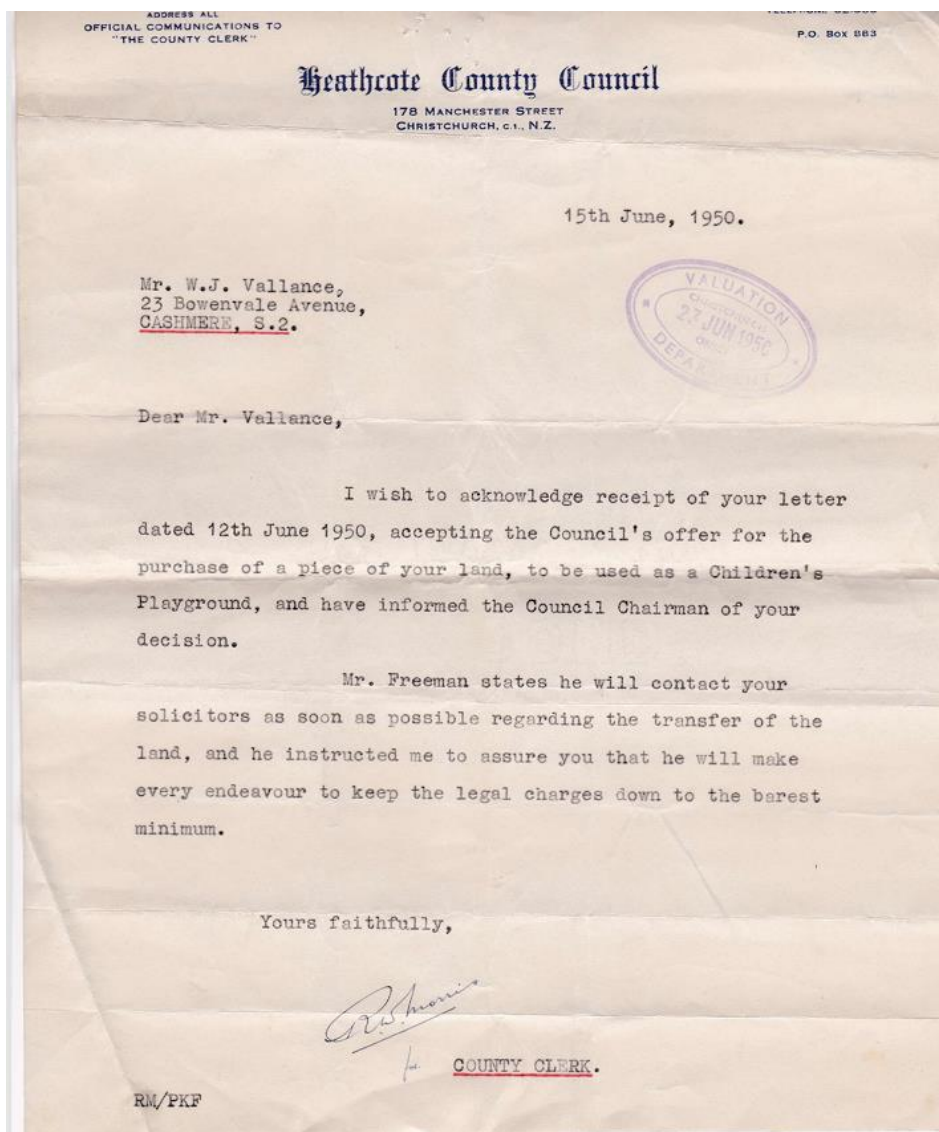 ADDRESS ALL
OFFICIAL COMMUNICATIONS TO
"THE COUNTY CLERK"
P.O. BOX 883
Heathcote County Council
178 MANCHESTER STREET
CHRISTCHURCH, C.1., N.Z.
15th June, 1950.
Mr. W.J. Vallance,
23 Bowenvale Avenue,
CASHMERE, S.2.
VALUATION
CHRISTCHURCH
27 JUN 1950
DEPARTMENT
Dear Mr. Vallance,
I wish to acknowledge receipt of your letter
dated 12th June 1950, accepting the Council's offer for the
purchase of a piece of your land, to be used as a Children's
Playground, and have informed the Council Chairman of your
decision.
Mr. Freeman states he will contact your
solicitors as soon as possible regarding the transfer of the
land, and he instructed me to assure you that he will make
every endeavour to keep the legal charges down to the barest
minimum.
Yours faithfully,
R.W. Morris
for
COUNTY CLERK.
RM/PKF